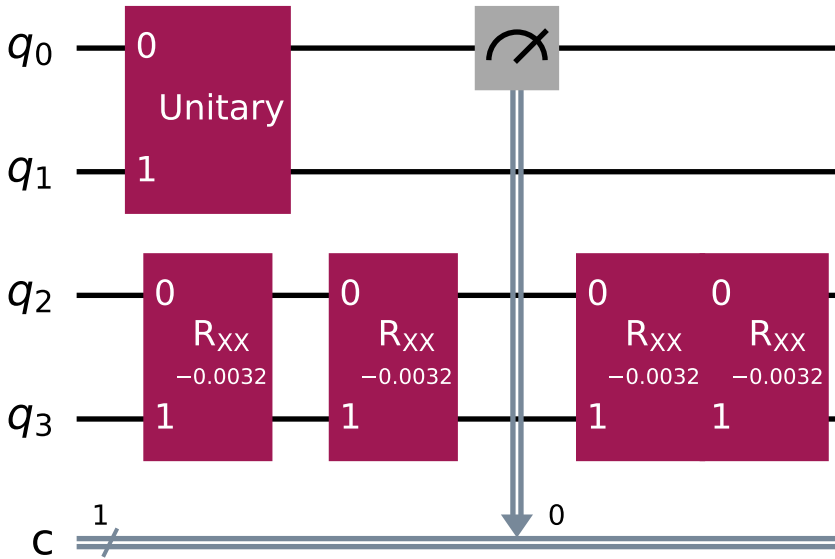 q0 0
Unitary
q1 1
q2 0 0 0 0
RXX RXX RXX RXX
−0.0032 −0.0032 −0.0032 −0.0032
q3 1 1 1 1
1 0
c